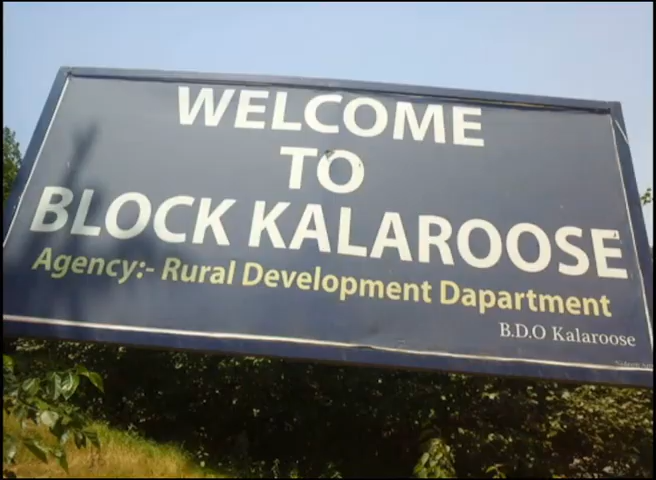 WELCOME
TO
BLOCK KALAROOSE
Agency:- Rural Development Dapartment
B.D.O Kalaroose